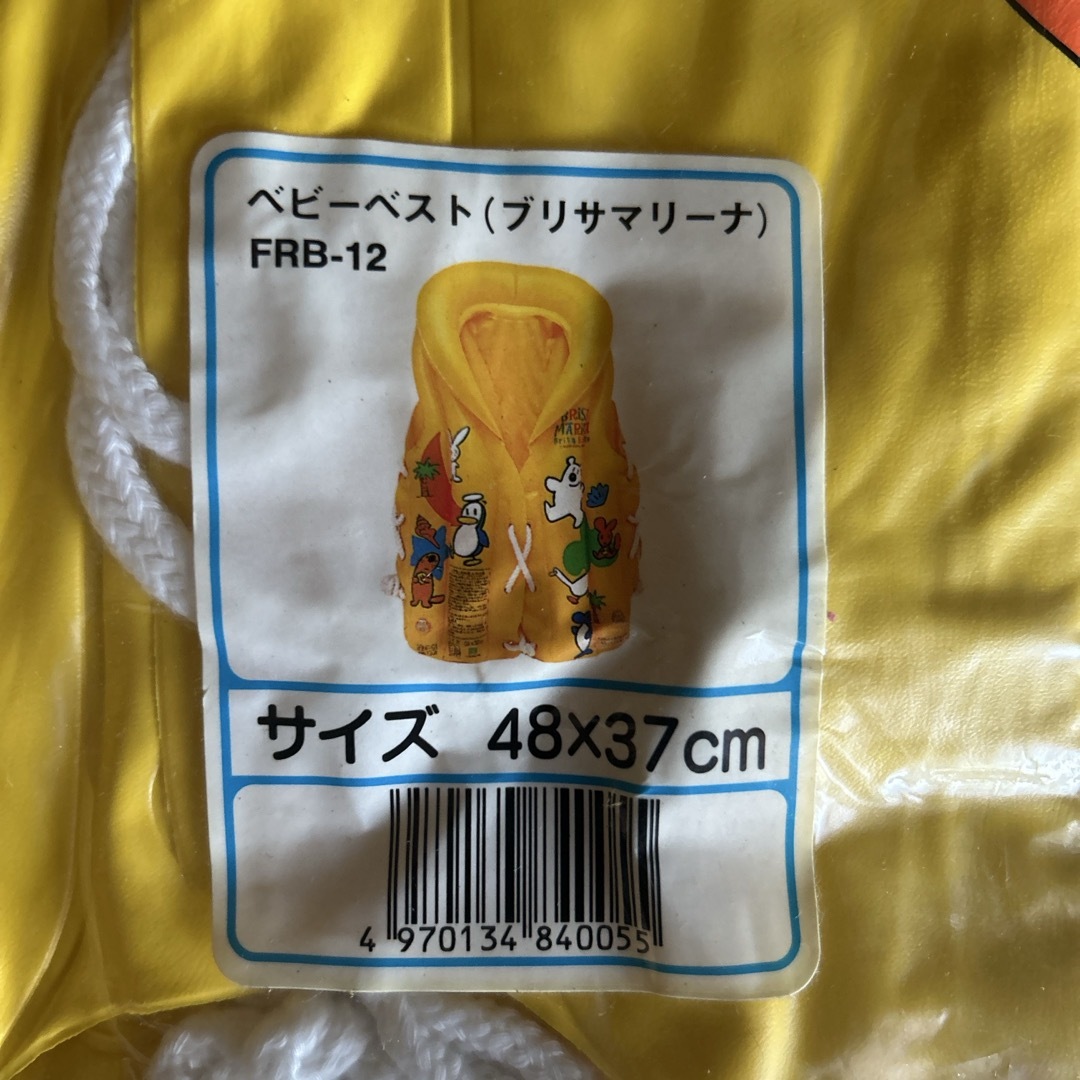 ベビーベスト(ブリサマリーナ)
FRB-12
サイズ 48×37cm
4 970134 840055